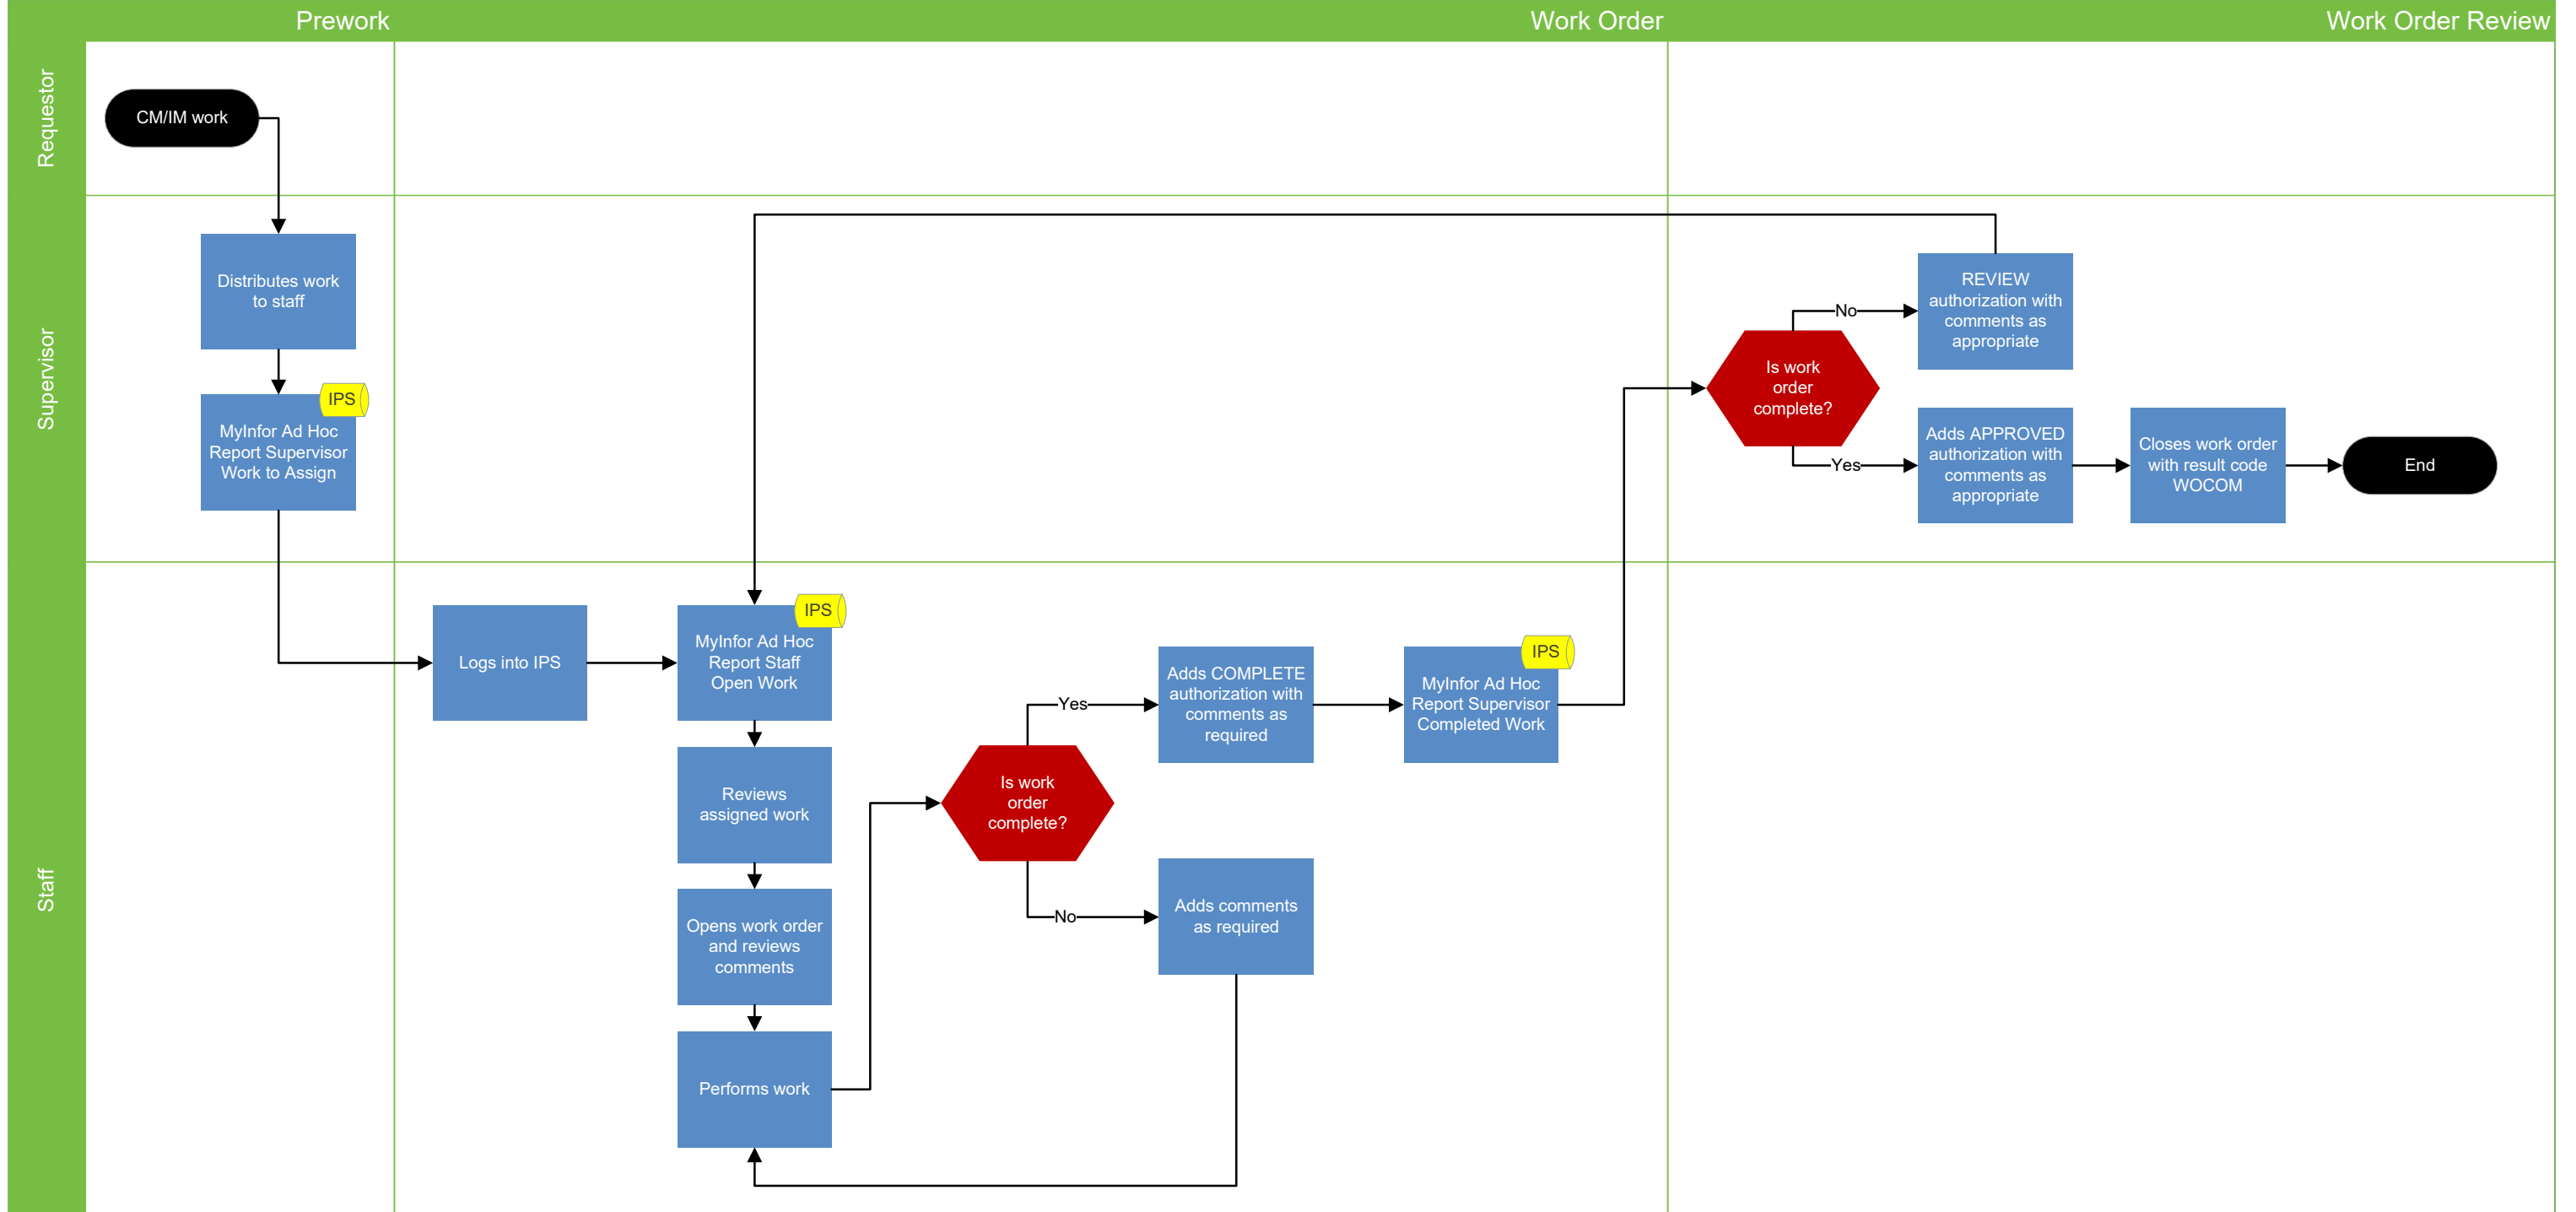 Prework
Work Order
Work Order Review
Requestor
CM/IM work
Supervisor
Distributes work
to staff
IPS
MyInfor Ad Hoc
Report Supervisor
Work to Assign
No
REVIEW
authorization with
comments as
appropriate
Is work
order
complete?
Yes
Adds APPROVED
authorization with
comments as
appropriate
Closes work order
with result code
WOCOM
End
Staff
Logs into IPS
IPS
MyInfor Ad Hoc
Report Staff
Open Work
Reviews
assigned work
Opens work order
and reviews
comments
Performs work
Is work
order
complete?
Yes
Adds COMPLETE
authorization with
comments as
required
IPS
MyInfor Ad Hoc
Report Supervisor
Completed Work
No
Adds comments
as required